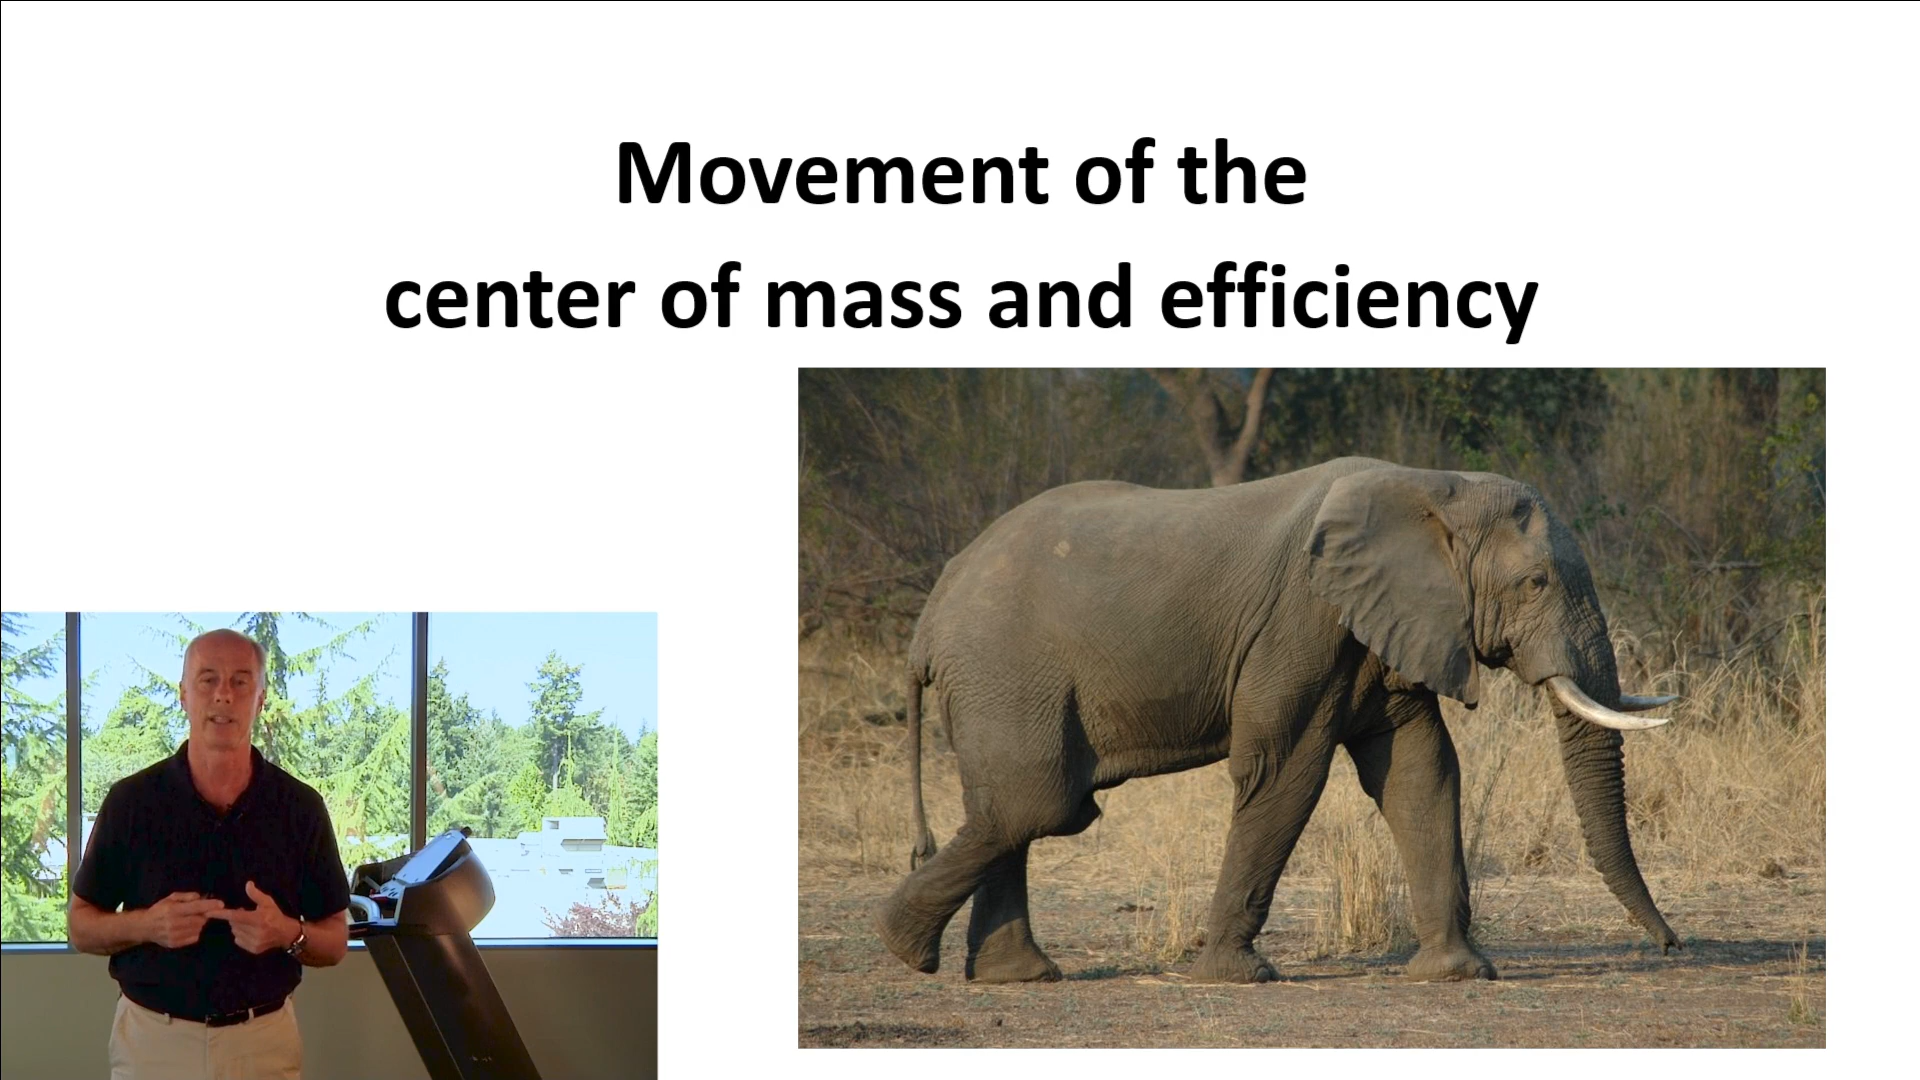 Movement of the
center of mass and efficiency